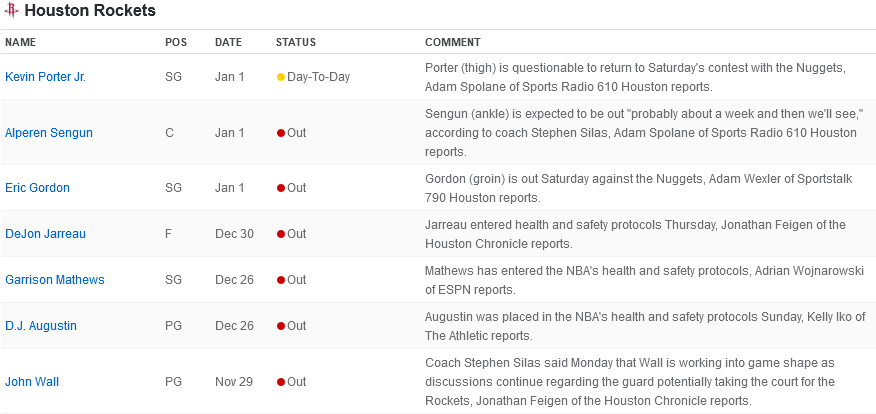 Houston Rockets
NAME POS DATE STATUS COMMENT
Kevin Porter Jr. SG Jan 1 Day-To-Day Porter (thigh) is questionable to return to Saturday's contest with the Nuggets,
Adam Spolane of Sports Radio 610 Houston reports.
Alperen Sengun C Jan 1 Out Sengun (ankle) is expected to be out "probably about a week and then we'll see,"
according to coach Stephen Silas, Adam Spolane of Sports Radio 610 Houston
reports.
Eric Gordon SG Jan 1 Out Gordon (groin) is out Saturday against the Nuggets, Adam Wexler of Sportstalk
790 Houston reports.
DeJon Jarreau F Dec 30 Out Jarreau entered health and safety protocols Thursday, Jonathan Feigen of the
Houston Chronicle reports.
Garrison Mathews SG Dec 26 Out Mathews has entered the NBA's health and safety protocols, Adrian Wojnarowski
of ESPN reports.
D.J. Augustin PG Dec 26 Out Augustin was placed in the NBA's health and safety protocols Sunday, Kelly Iko of
The Athletic reports.
John Wall PG Nov 29 Out Coach Stephen Silas said Monday that Wall is working into game shape as
discussions continue regarding the guard potentially taking the court for the
Rockets, Jonathan Feigen of the Houston Chronicle reports.